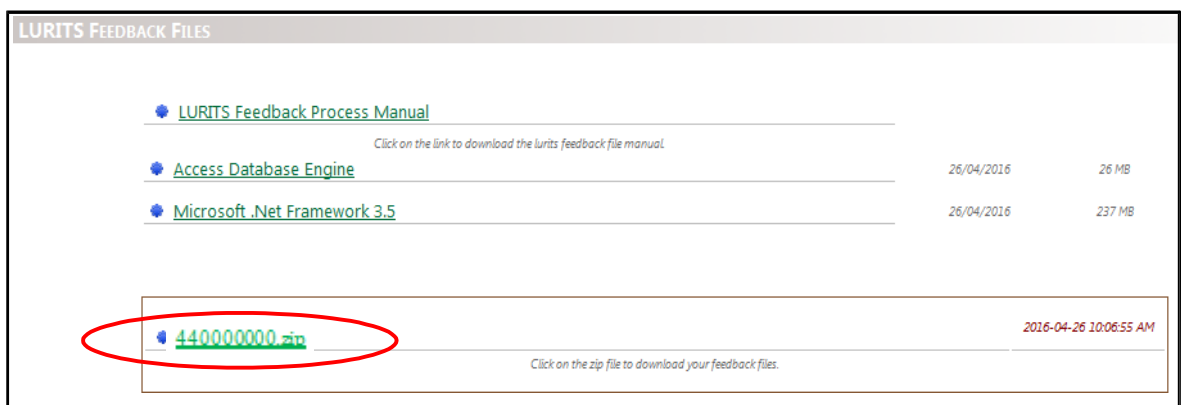 LURITS FEEDBACK FILES
LURITS Feedback Process Manual
Click on the link to download the lurits feedback file manual.
Access Database Engine 26/04/2016 26 MB
Microsoft .Net Framework 3.5 26/04/2016 237 MB
440000000.zip 2016-04-26 10:06:55 AM
Click on the zip file to download your feedback files.